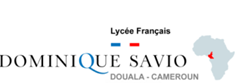 Lycée Français
DOMINIQUE SAVIO
DOUALA - CAMEROUN